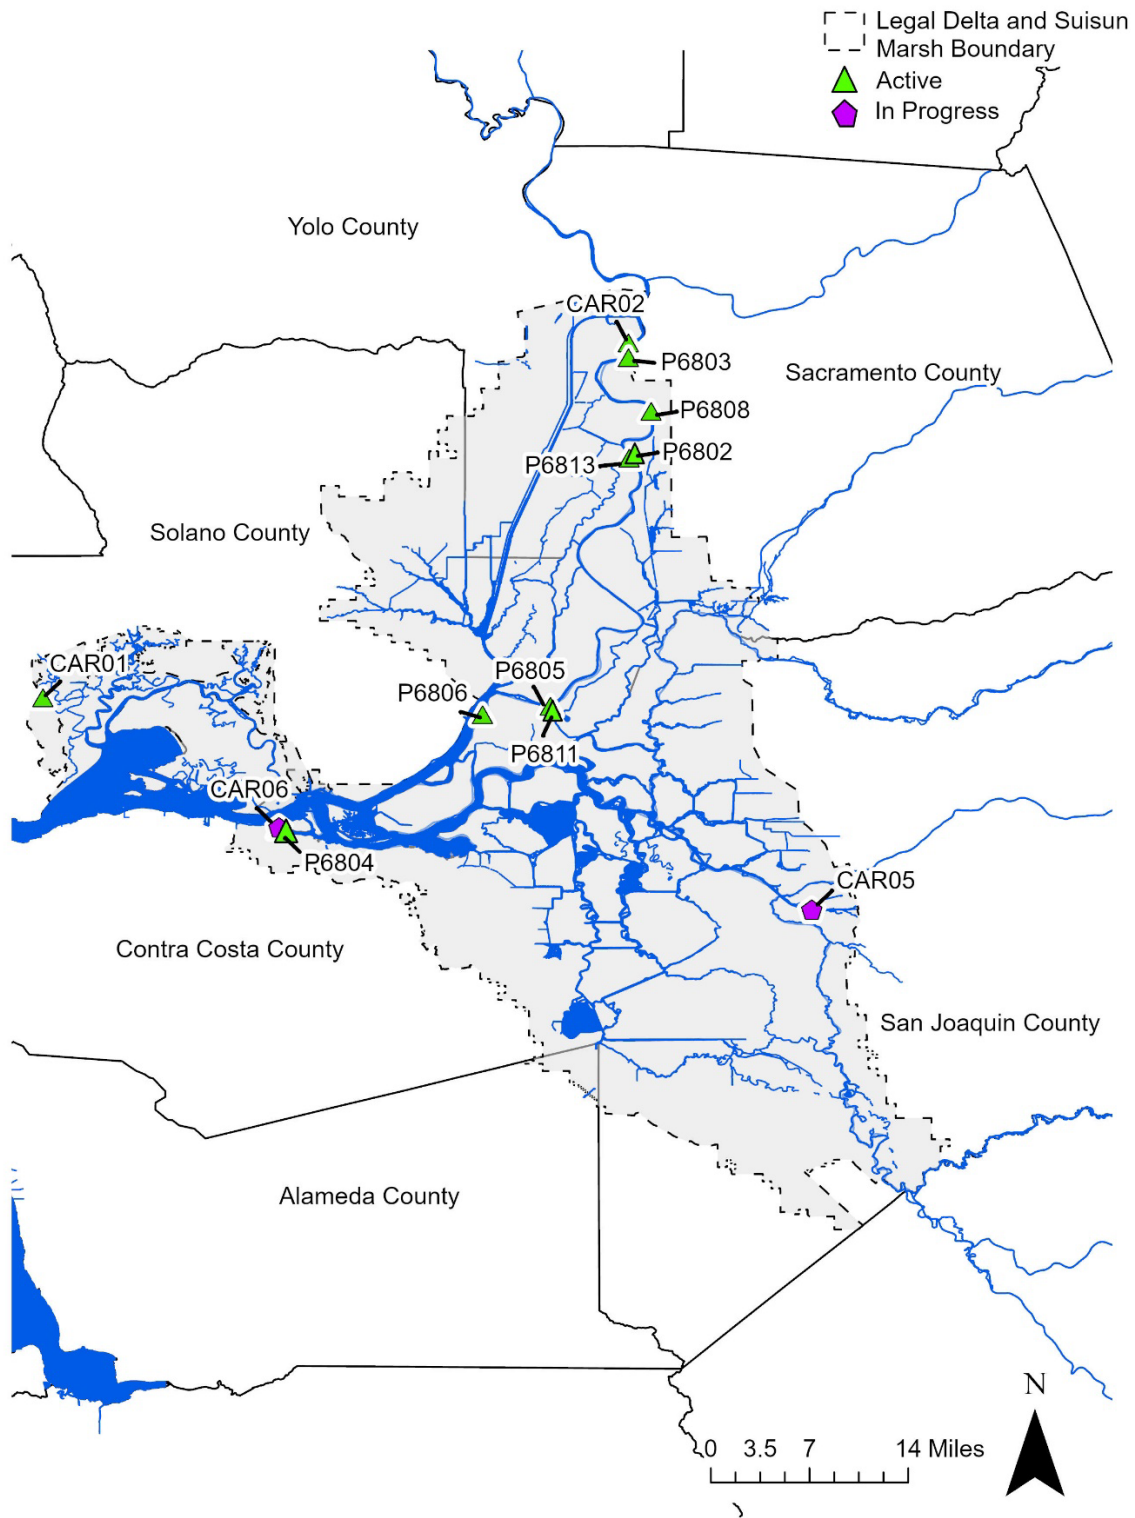 Legal Delta and Suisun
Marsh Boundary
Active
In Progress
Yolo County
CAR02
P6803
Sacramento County
P6808
P6802
P6813
Solano County
CAR01
P6805
P6806
P6811
CAR06
P6804
CAR05
Contra Costa County
San Joaquin County
Alameda County
N
0 3.5 7 14 Miles